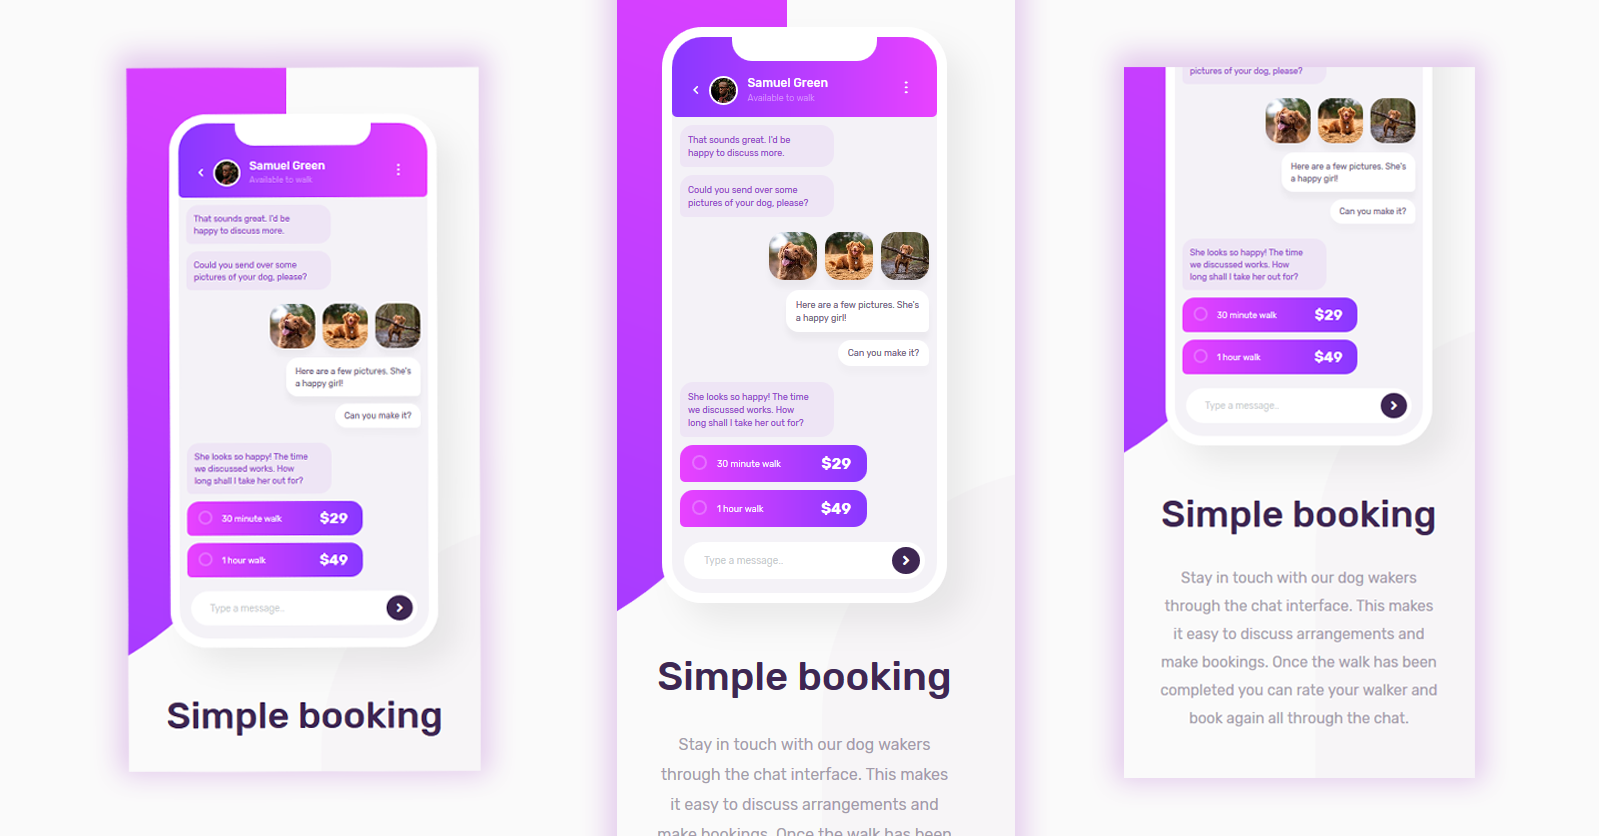 Samuel Green
Available to walk
That sounds great. I'd be
happy to discuss more.
Could you send over some
pictures of your dog, please?
Here are a few pictures. She's
a happy girl!
Can you make it?
She looks so happy! The time
we discussed works. How
long shall I take her out for?
30 minute walk $29
1 hour walk $49
Type a message..
Simple booking
Samuel Green
Available to walk
That sounds great. I'd be
happy to discuss more.
Could you send over some
pictures of your dog, please?
Here are a few pictures. She's
a happy girl!
Can you make it?
She looks so happy! The time
we discussed works. How
long shall I take her out for?
30 minute walk $29
1 hour walk $49
Type a message..
Simple booking
Stay in touch with our dog wakers
through the chat interface. This makes
it easy to discuss arrangements and
make bookings. Once the walk has been
pictures of your dog, please?
Here are a few pictures. She's
a happy girl!
Can you make it?
She looks so happy! The time
we discussed works. How
long shall I take her out for?
30 minute walk $29
1 hour walk $49
Type a message..
Simple booking
Stay in touch with our dog wakers
through the chat interface. This makes
it easy to discuss arrangements and
make bookings. Once the walk has been
completed you can rate your walker and
book again all through the chat.